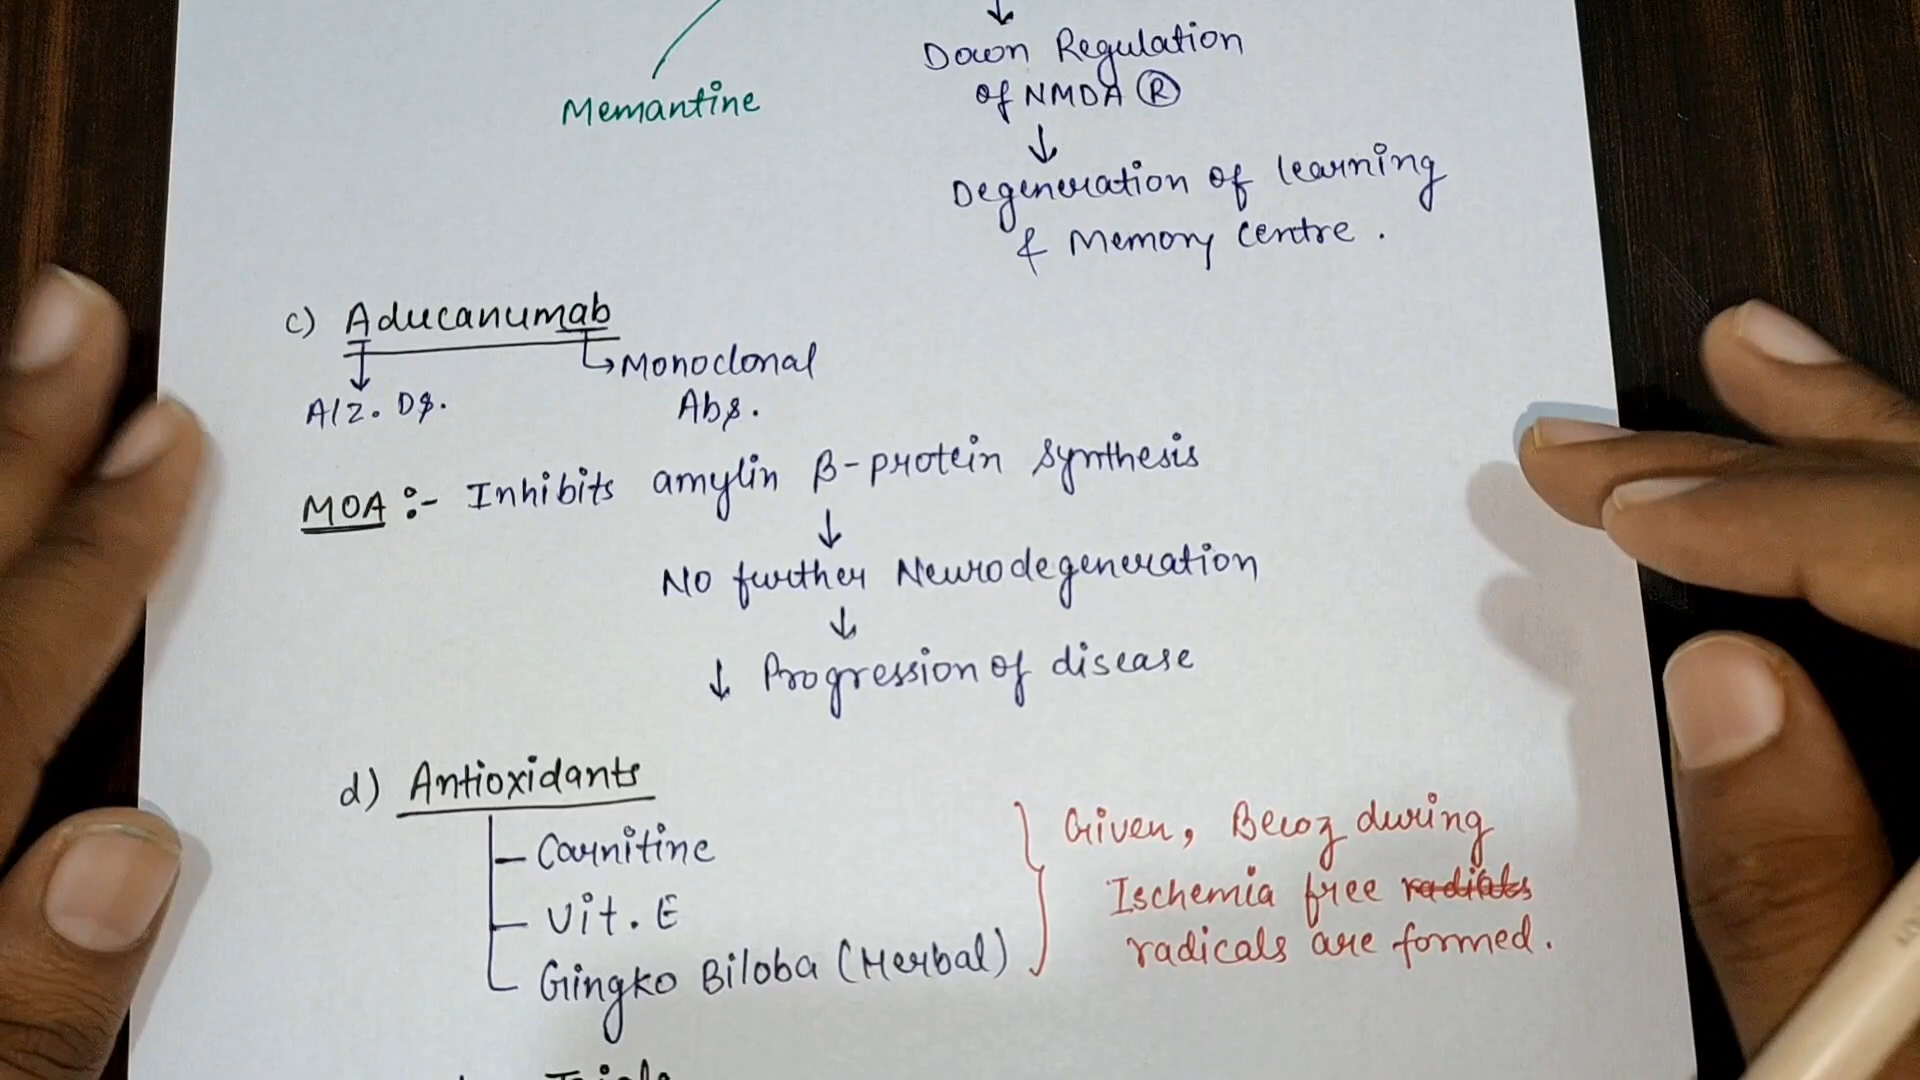 Memantine
↓
Down Regulation
of NMDA Ⓡ
↓
Degeneration of learning
& Memory centre .
c) Aducanumab
↓
Alz. Ds.
↳Monoclonal
Abs.
MOA :- Inhibits amylin β-protein synthesis
↓
No further Neurodegeneration
↓
↓ Progression of disease
d) Antioxidants
- Carnitine
- Vit. E
Gingko Biloba (Herbal)
Given, Becoz during
Ischemia free
radicals are formed.